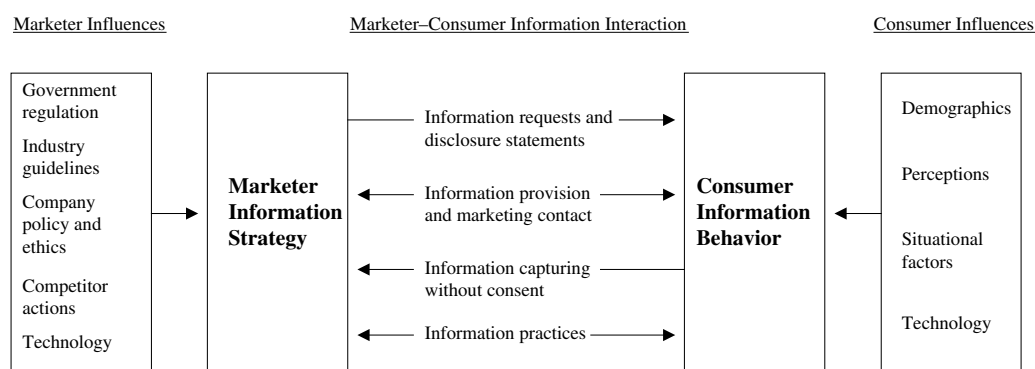 Marketer Influences
Marketer–Consumer Information Interaction
Consumer Influences
Government
regulation
Industry
guidelines
Company
policy and
ethics
Competitor
actions
Technology
Marketer
Information
Strategy
Information requests and
disclosure statements
Information provision
and marketing contact
Information capturing
without consent
Information practices
Consumer
Information
Behavior
Demographics
Perceptions
Situational
factors
Technology